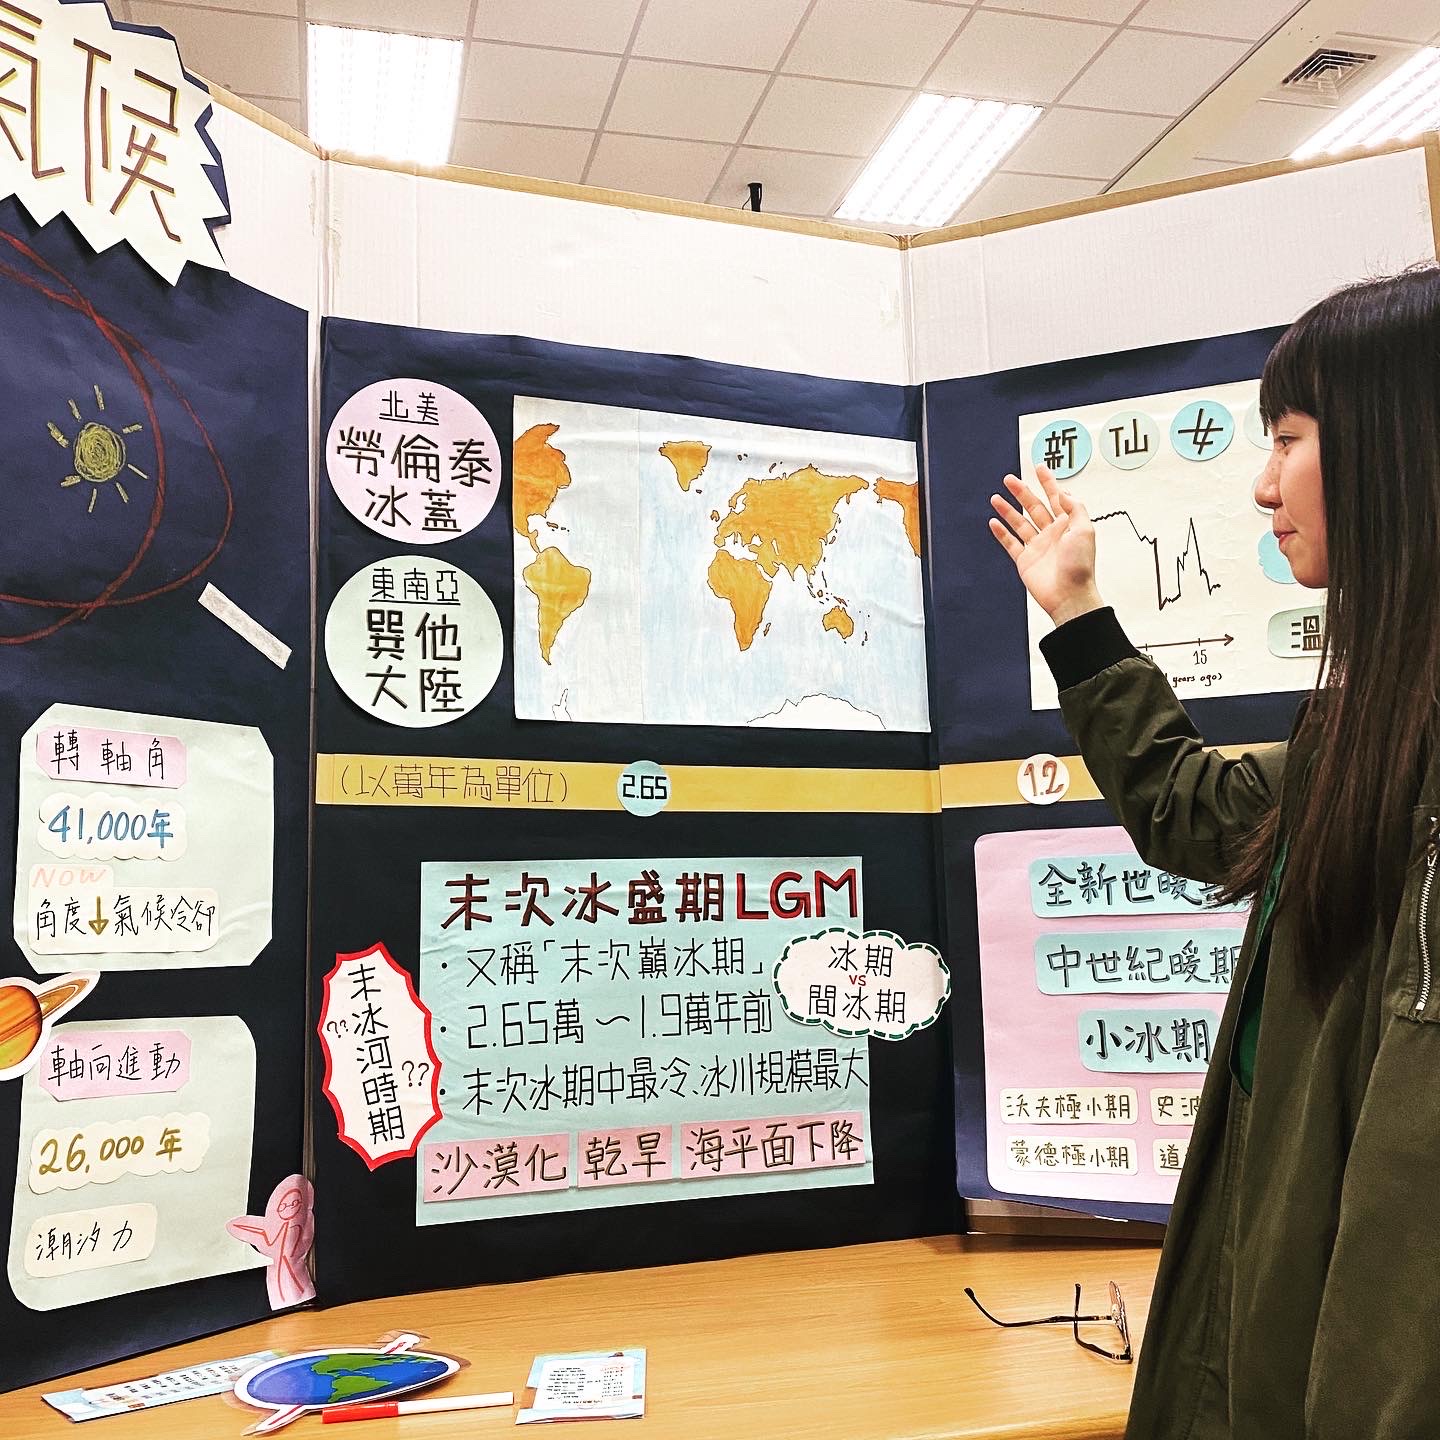 氣候
轉軸角
41,000年
NOW
角度↓氣候冷卻
軸向進動
26,000年
潮汐力
北美
勞倫泰
冰蓋
東南亞
巽他
大陸
(以萬年為單位)
2.65
末次冰盛期LGM
·又稱「末次巔冰期」
·2.65萬~1.9萬年前
·末次冰期中最冷、冰川規模最大
沙漠化
乾旱
海平面下降
??末冰河時期??
冰期
vs
間冰期
新仙女
溫
15
years ago)
1.2
全新世暖
中世紀暖期
小冰期
沃夫極小期
史波
蒙德極小期
道